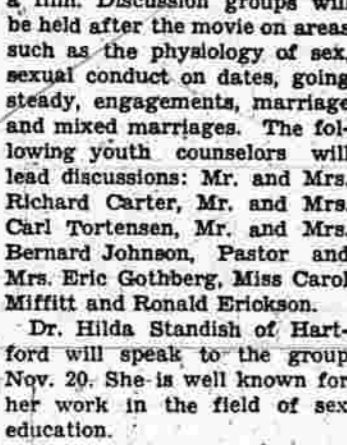 a film. Discussion groups will
be held after the movie on areas
such as the physiology of sex,
sexual conduct on dates, going
steady, engagements, marriage
and mixed marriages. The fol-
lowing youth counselors will
lead discussions: Mr. and Mrs.
Richard Carter, Mr. and Mrs.
Carl Tortensen, Mr. and Mrs.
Bernard Johnson, Pastor and
Mrs. Eric Gothberg, Miss Carol
Miffitt and Ronald Erickson.
Dr. Hilda Standish of Hart-
ford will speak to the group
Nov. 20. She is well known for
her work in the field of sex
education.